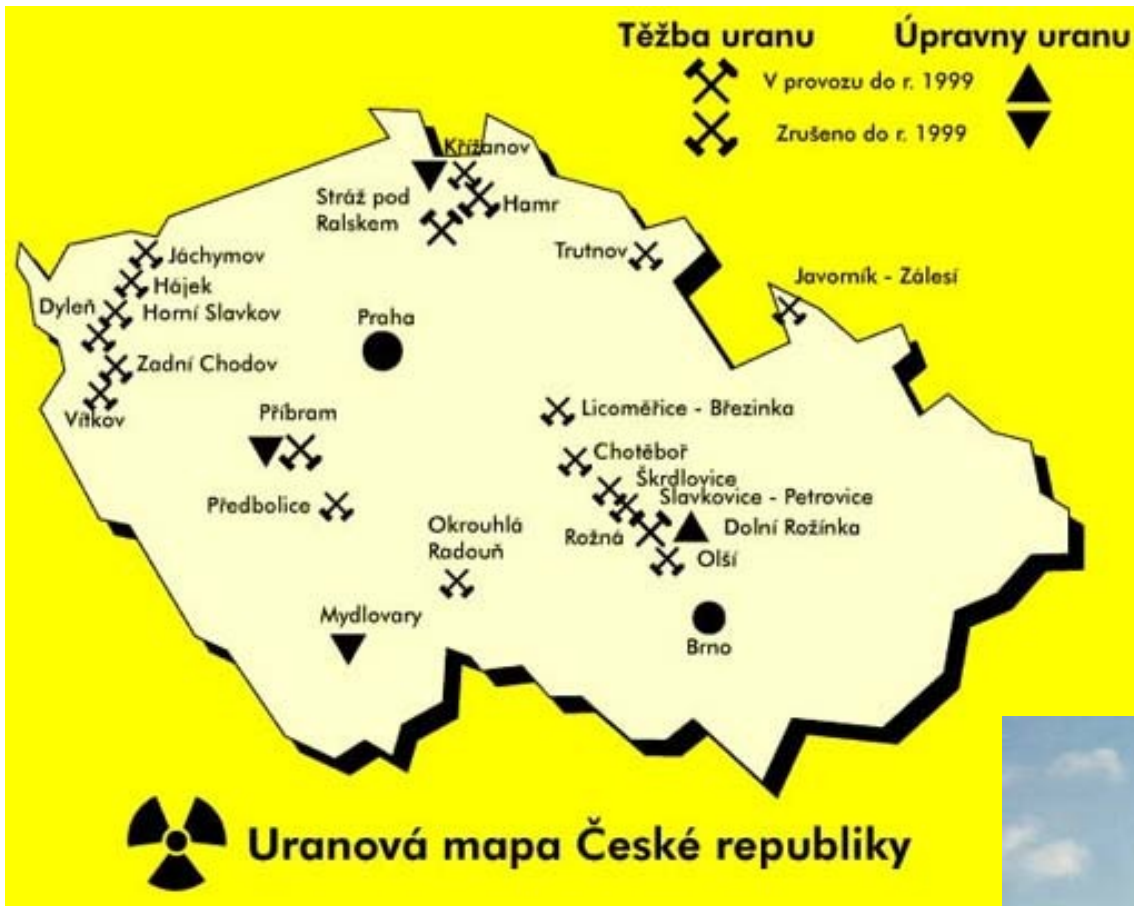 Těžba uranu
Úpravny uranu
V provozu do r. 1999
Zrušeno do r. 1999
Křížanov
Stráž pod
Ralskem
Hamr
Trutnov
Javorník - Zálesí
Jáchymov
Hájek
Dyleň
Horní Slavkov
Praha
Zadní Chodov
Vítkov
Příbram
Licoměřice - Březinka
Chotěboř
Škrdlovice
Předbolice
Slavkovice - Petrovice
Okrouhlá
Radouň
Rožná
Dolní Rožínka
Olší
Mydlovary
Brno
Uranová mapa České republiky